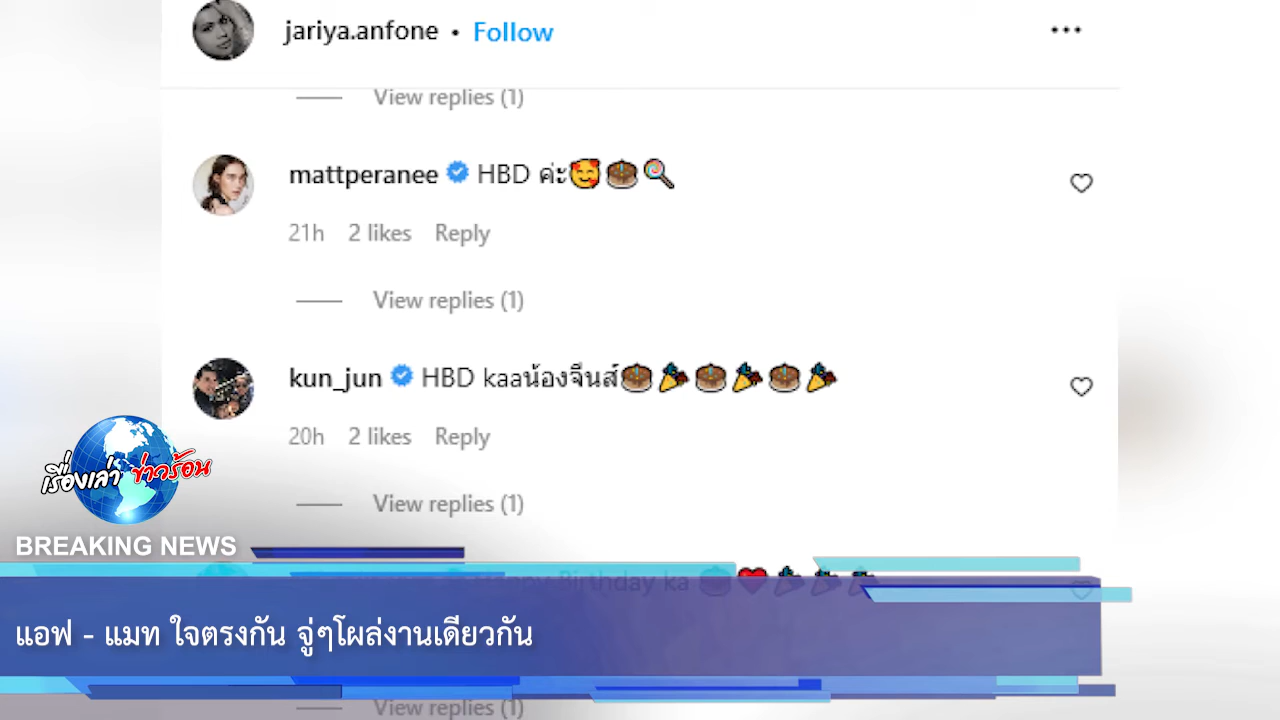 jariya.anfone • Follow
View replies (1)
mattperanee HBD ค่ะ🥰🎂🍭
21h 2 likes Reply
View replies (1)
kun_jun HBD kaaน้องจีนส์🎂🎉🎂🎉🎂🎉
20h 2 likes Reply
View replies (1)
เรื่องเล่า ข่าวร้อน
BREAKING NEWS
Happy Birthday ka 🎂❤️🎉🎉🎉
แอฟ - แมท ใจตรงกัน จู่ๆโผล่งานเดียวกัน
View replies (1)